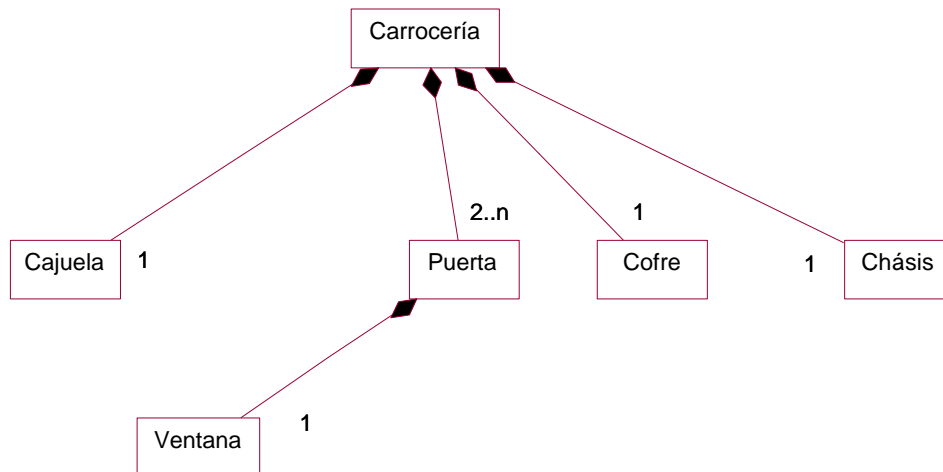 Carrocería
2..n
1
Cajuela
1
Puerta
Cofre
1
Chásis
1
Ventana